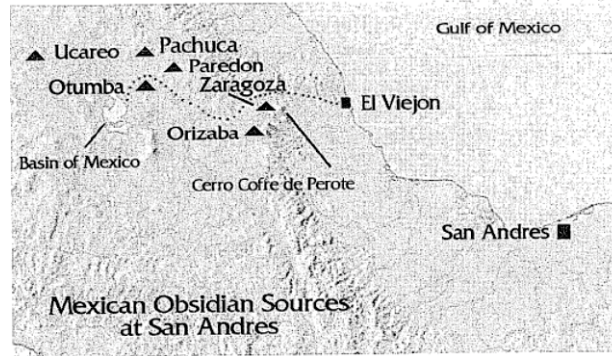 Gulf of Mexico
Ucareo
Pachuca
Paredon
Otumba
Zaragoza
El Viejon
Orizaba
Basin of Mexico
Cerro Cofre de Perote
San Andres
Mexican Obsidian Sources
at San Andres